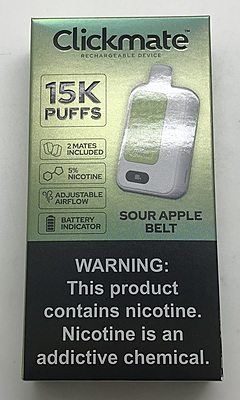 Clickmate™
RECHARGEABLE DEVICE
15K
PUFFS
2 MATES
INCLUDED
5%
NICOTINE
ADJUSTABLE
AIRFLOW
BATTERY
INDICATOR
SOUR APPLE
BELT
WARNING:
This product
contains nicotine.
Nicotine is an
addictive chemical.